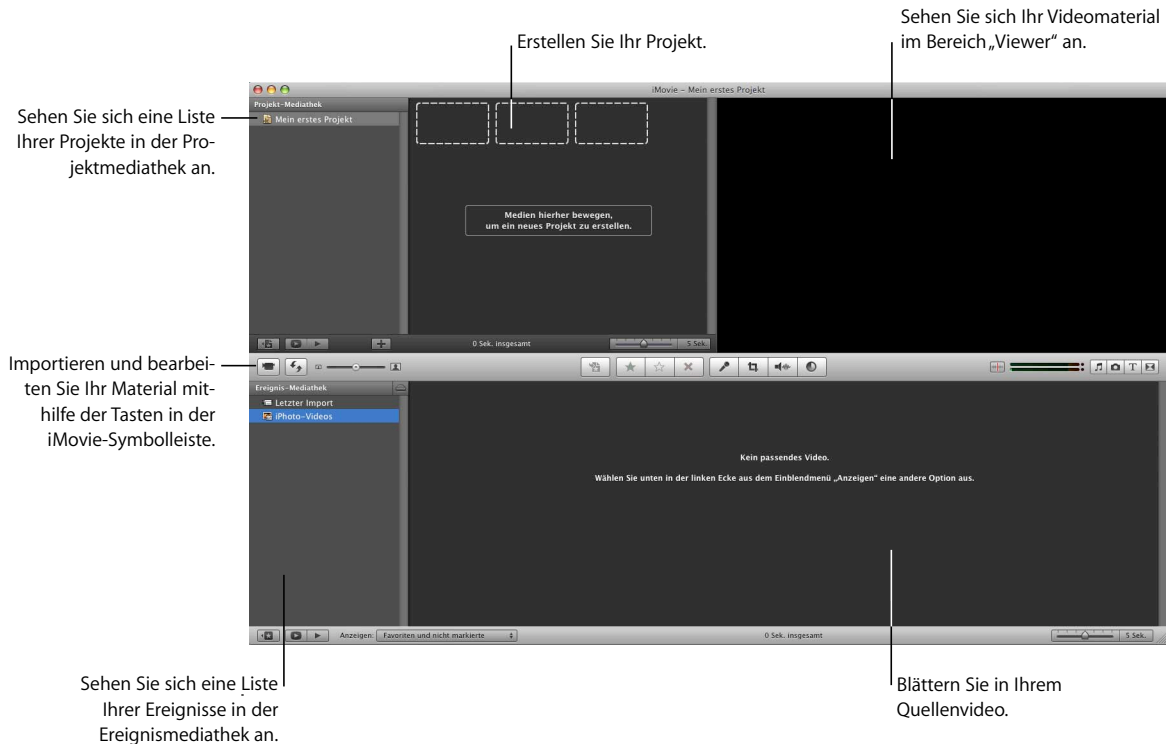 Sehen Sie sich Ihr Videomaterial
im Bereich „Viewer“ an.
Erstellen Sie Ihr Projekt.
iMovie – Mein erstes Projekt
Projekt-Mediathek
Mein erstes Projekt
Sehen Sie sich eine Liste
Ihrer Projekte in der Pro-
jektmediathek an.
Medien hierher bewegen,
um ein neues Projekt zu erstellen.
0 Sek. insgesamt
5 Sek.
Importieren und bearbei-
ten Sie Ihr Material mit-
hilfe der Tasten in der
iMovie-Symbolleiste.
T
Ereignis-Mediathek
Letzter Import
iPhoto-Videos
Kein passendes Video.
Wählen Sie unten in der linken Ecke aus dem Einblendmenü „Anzeigen“ eine andere Option aus.
Anzeigen: Favoriten und nicht markierte
0 Sek. insgesamt
5 Sek.
Sehen Sie sich eine Liste
Ihrer Ereignisse in der
Ereignismediathek an.
Blättern Sie in Ihrem
Quellenvideo.